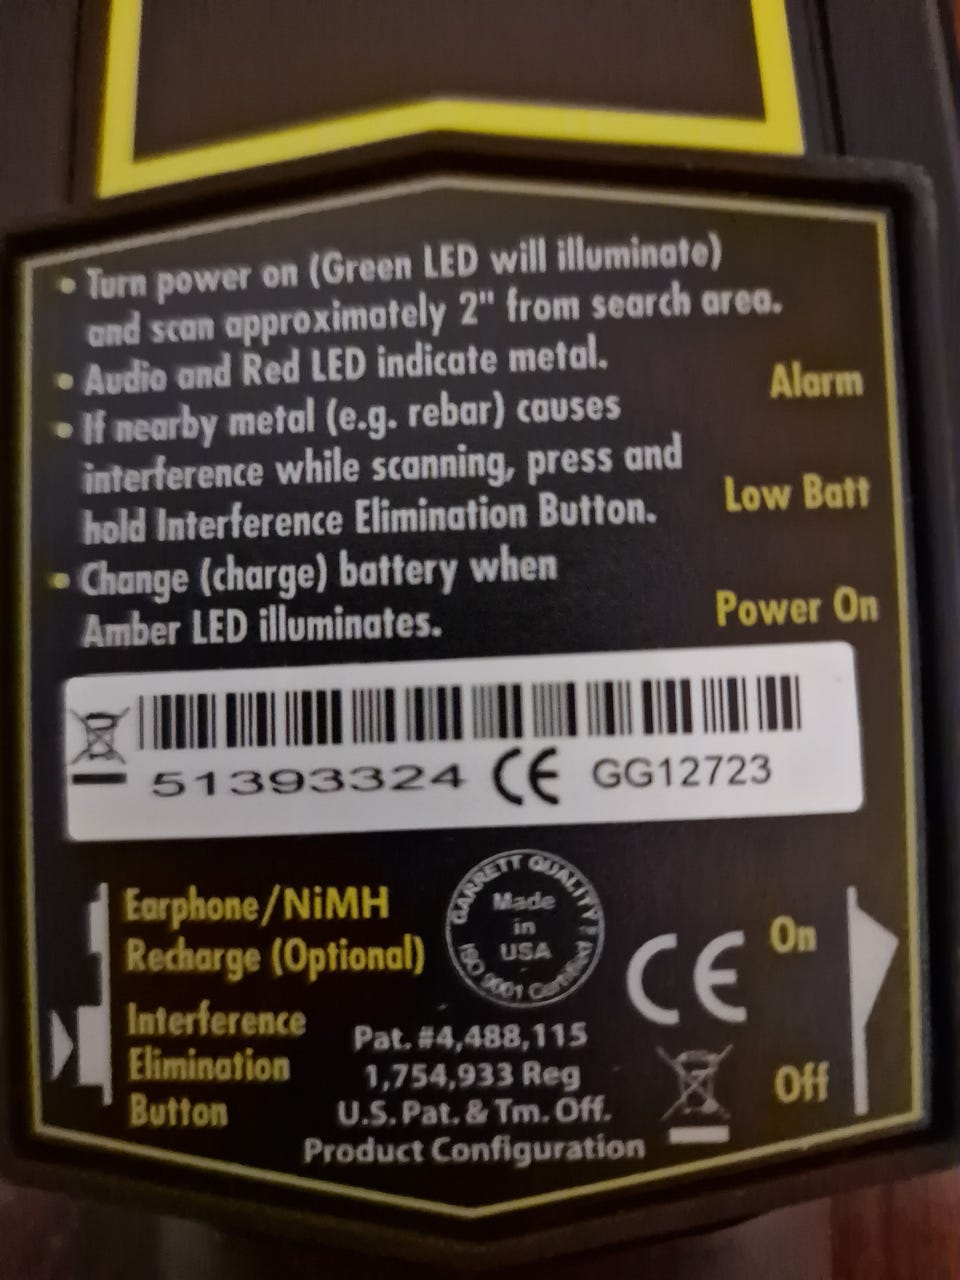 • Turn power on (Green LED will illuminate)
and scan approximately 2" from search area.
• Audio and Red LED indicate metal.
• If nearby metal (e.g. rebar) causes
interference while scanning, press and
hold Interference Elimination Button.
• Change (charge) battery when
Amber LED illuminates.
Alarm
Low Batt
Power On
51393324 CE GG12723
Earphone/NiMH
Recharge (Optional)
Interference
Elimination
Button
GARRETT QUALITY
Made
in
USA
ISO 9001 Certified
CE
On
Off
Pat. #4,488,115
1,754,933 Reg
U.S. Pat. & Tm. Off.
Product Configuration